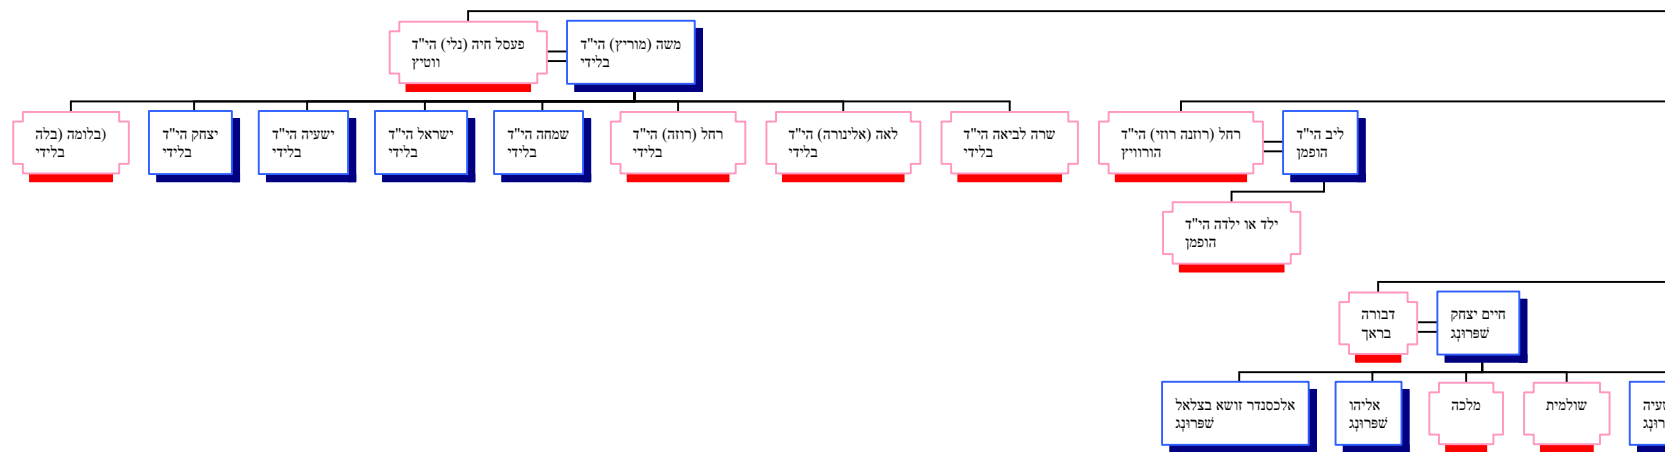 משה (מוריץ) הי"ד
בלידי
פעסל חיה (נלי) הי"ד
ווטיץ
ליב הי"ד
הופמן
רחל (רוזנה רוזי) הי"ד
הורוויץ
שרה לביאה הי"ד
בלידי
לאה (אלינורה) הי"ד
בלידי
רחל (רוזה) הי"ד
בלידי
שמחה הי"ד
בלידי
ישראל הי"ד
בלידי
ישעיה הי"ד
בלידי
יצחק הי"ד
בלידי
(בלומה (בלה
בלידי
ילד או ילדה הי"ד
הופמן
חיים יצחק
שפרונג
דבורה
בראך
שולמית
מלכה
אליהו
שפרונג
אלכסנדר זושא בצלאל
שפרונג